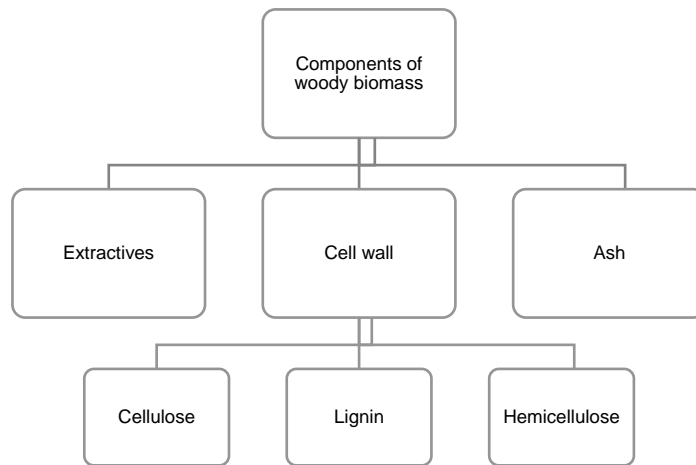 Components of
woody biomass
Extractives
Cell wall
Ash
Cellulose
Lignin
Hemicellulose